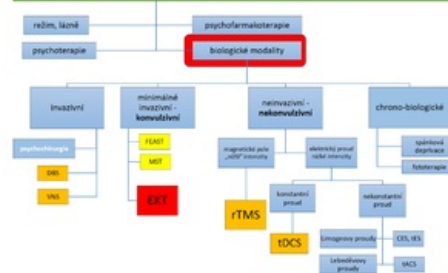 režim, lázně
psychofarmakoterapie
psychoterapie
biologické modality
invazivní
minimálně
invazivní -
konvulzivní
neinvazivní -
nekonvulzivní
chrono-biologické
psychochirurgie
DBS
VNS
FEAST
MST
EKT
magnetické pole
„nižší“ intenzity
elektrický proud
nízké intenzity
spánková
deprivace
fototerapie
rTMS
konstantní
proud
tDCS
nekonstantní
proud
Limogeovy proudy
CES, tES
Lebeděvovy
proudy
tACS